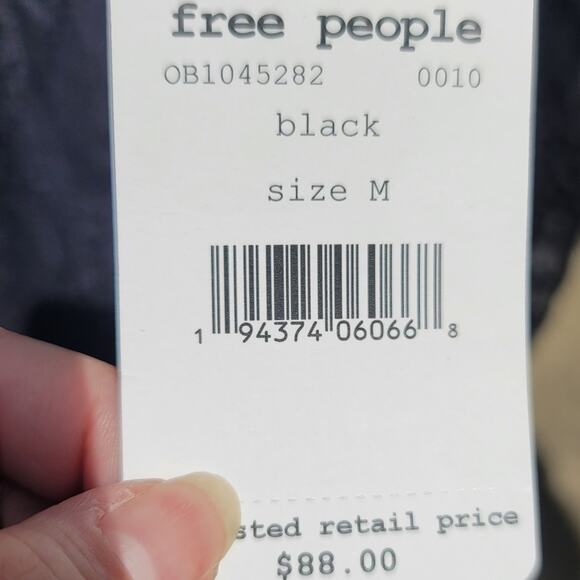 free people
OB1045282 0010
black
size M
1 94374 06066 8
sted retail price
$88.00